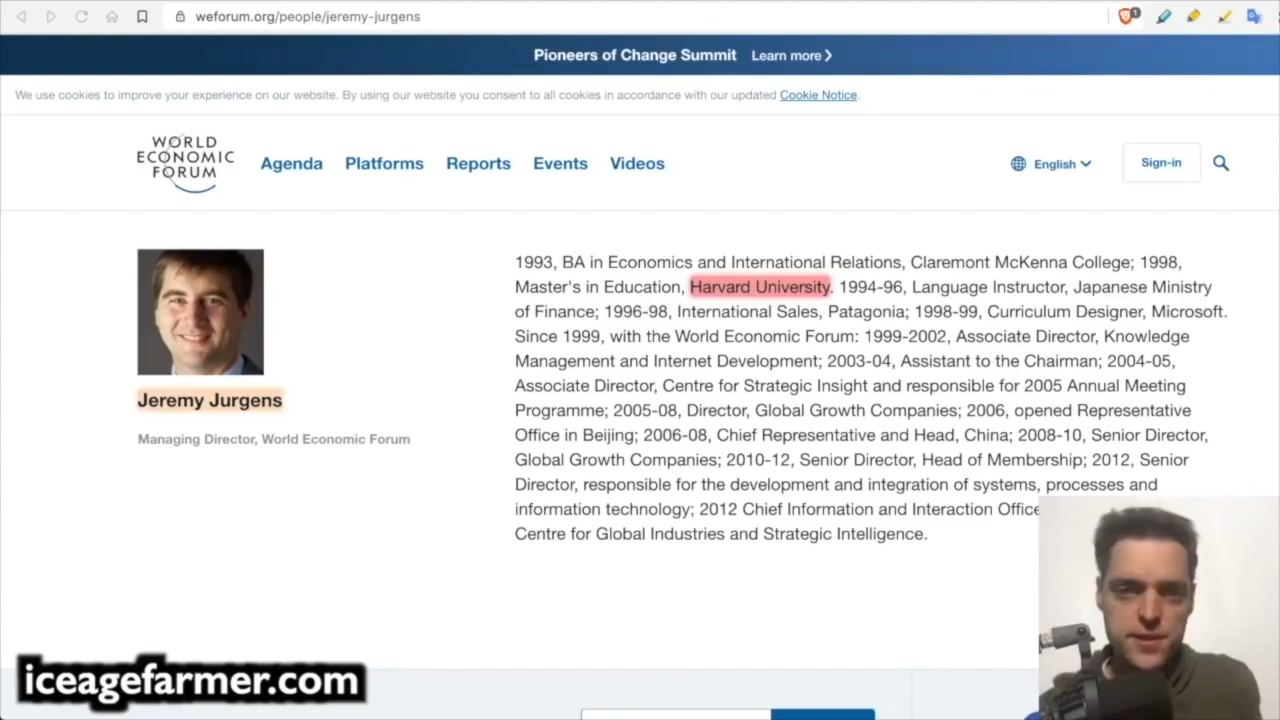 weforum.org/people/jeremy-jurgens
1
Pioneers of Change Summit Learn more
We use cookies to improve your experience on our website. By using our website you consent to all cookies in accordance with our updated Cookie Notice.
WORLD
ECONOMIC
FORUM
Agenda Platforms Reports Events Videos
English
Sign-in
1993, BA in Economics and International Relations, Claremont McKenna College; 1998,
Master's in Education, Harvard University. 1994-96, Language Instructor, Japanese Ministry
of Finance; 1996-98, International Sales, Patagonia; 1998-99, Curriculum Designer, Microsoft.
Since 1999, with the World Economic Forum: 1999-2002, Associate Director, Knowledge
Management and Internet Development; 2003-04, Assistant to the Chairman; 2004-05,
Associate Director, Centre for Strategic Insight and responsible for 2005 Annual Meeting
Programme; 2005-08, Director, Global Growth Companies; 2006, opened Representative
Office in Beijing; 2006-08, Chief Representative and Head, China; 2008-10, Senior Director,
Global Growth Companies; 2010-12, Senior Director, Head of Membership; 2012, Senior
Director, responsible for the development and integration of systems, processes and
information technology; 2012 Chief Information and Interaction Office
Centre for Global Industries and Strategic Intelligence.
Jeremy Jurgens
Managing Director, World Economic Forum
iceagefarmer.com